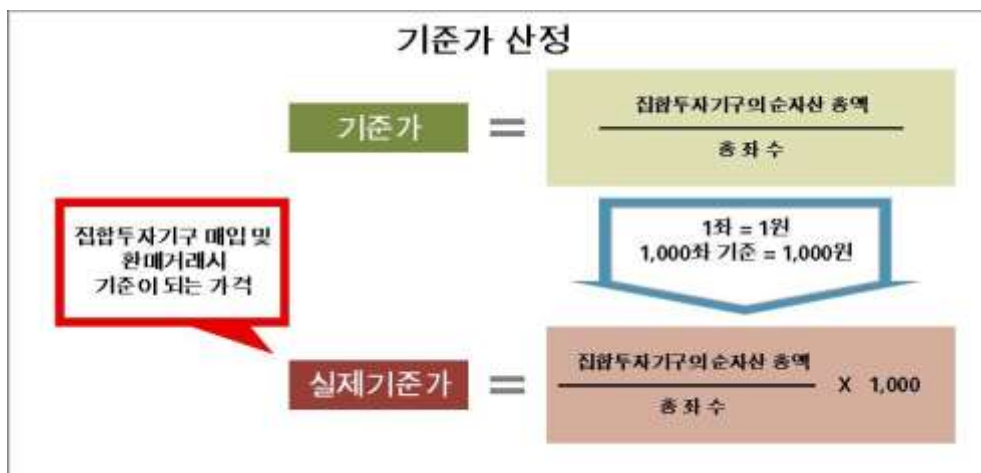 기준가 산정
기준가 =
집합투자기구의 순자산 총액
총 좌 수
집합투자기구 매입 및
환매거래시
기준이 되는 가격
1좌 = 1원
1,000좌 기준 = 1,000원
실제기준가 =
집합투자기구의 순자산 총액
총 좌 수
X 1,000